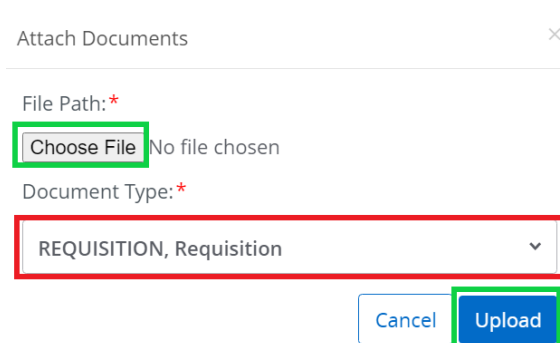 Attach Documents
File Path:*
Choose File No file chosen
Document Type:*
REQUISITION, Requisition
Cancel Upload